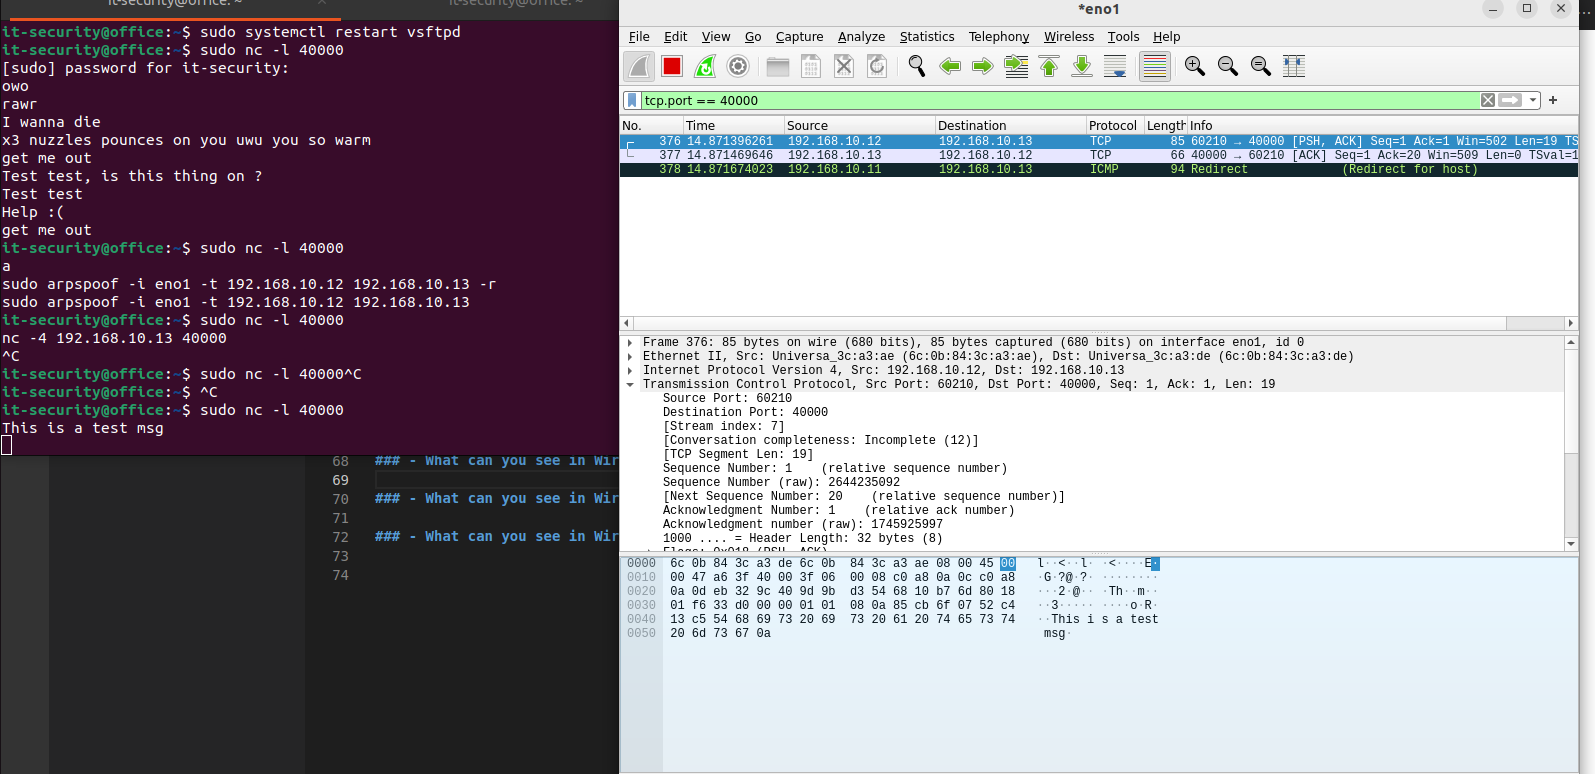 it-security@office: ~ × it-security@office: ~
it-security@office:~$ sudo systemctl restart vsftpd
it-security@office:~$ sudo nc -l 40000
[sudo] password for it-security:
owo
rawr
I wanna die
x3 nuzzles pounces on you uwu you so warm
get me out
Test test, is this thing on ?
Test test
Help :(
get me out
it-security@office:~$ sudo nc -l 40000
a
sudo arpspoof -i eno1 -t 192.168.10.12 192.168.10.13 -r
sudo arpspoof -i eno1 -t 192.168.10.12 192.168.10.13
it-security@office:~$ sudo nc -l 40000
nc -4 192.168.10.13 40000
^C
it-security@office:~$ sudo nc -l 40000^C
it-security@office:~$ ^C
it-security@office:~$ sudo nc -l 40000
This is a test msg
68 ### - What can you see in Wir
69
70 ### - What can you see in Wir
71
72 ### - What can you see in Wir
73
74
*eno1
File Edit View Go Capture Analyze Statistics Telephony Wireless Tools Help
tcp.port == 40000
No. Time Source Destination Protocol Length Info
376 14.871396261 192.168.10.12 192.168.10.13 TCP 85 60210 → 40000 [PSH, ACK] Seq=1 Ack=1 Win=502 Len=19 TS
377 14.871469646 192.168.10.13 192.168.10.12 TCP 66 40000 → 60210 [ACK] Seq=1 Ack=20 Win=509 Len=0 TSval=1
378 14.871674023 192.168.10.11 192.168.10.13 ICMP 94 Redirect (Redirect for host)
Frame 376: 85 bytes on wire (680 bits), 85 bytes captured (680 bits) on interface eno1, id 0
Ethernet II, Src: Universa_3c:a3:ae (6c:0b:84:3c:a3:ae), Dst: Universa_3c:a3:de (6c:0b:84:3c:a3:de)
Internet Protocol Version 4, Src: 192.168.10.12, Dst: 192.168.10.13
Transmission Control Protocol, Src Port: 60210, Dst Port: 40000, Seq: 1, Ack: 1, Len: 19
Source Port: 60210
Destination Port: 40000
[Stream index: 7]
[Conversation completeness: Incomplete (12)]
[TCP Segment Len: 19]
Sequence Number: 1 (relative sequence number)
Sequence Number (raw): 2644235092
[Next Sequence Number: 20 (relative sequence number)]
Acknowledgment Number: 1 (relative ack number)
Acknowledgment number (raw): 1745925997
1000 .... = Header Length: 32 bytes (8)
Flags: 0x018 (PSH, ACK)
0000 6c 0b 84 3c a3 de 6c 0b 84 3c a3 ae 08 00 45 00 l··<··l· ·<····E·
0010 00 47 a6 3f 40 00 3f 06 00 08 c0 a8 0a 0c c0 a8 ·G·?@·?· ········
0020 0a 0d eb 32 9c 40 9d 9b d3 54 68 10 b7 6d 80 18 ···2·@·· ·Th··m··
0030 01 f6 33 d0 00 00 01 01 08 0a 85 cb 6f 07 52 c4 ··3····· ····o·R·
0040 13 c5 54 68 69 73 20 69 73 20 61 20 74 65 73 74 ··This i s a test
0050 20 6d 73 67 0a msg·